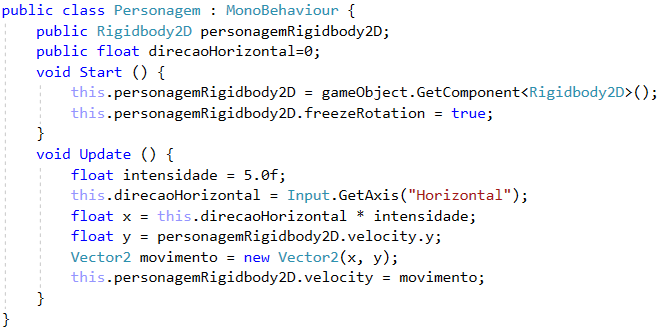 public class Personagem : MonoBehaviour {
    public Rigidbody2D personagemRigidbody2D;
    public float direcaoHorizontal=0;
    void Start () {
        this.personagemRigidbody2D = gameObject.GetComponent<Rigidbody2D>();
        this.personagemRigidbody2D.freezeRotation = true;
    }
    void Update () {
        float intensidade = 5.0f;
        this.direcaoHorizontal = Input.GetAxis("Horizontal");
        float x = this.direcaoHorizontal * intensidade;
        float y = personagemRigidbody2D.velocity.y;
        Vector2 movimento = new Vector2(x, y);
        this.personagemRigidbody2D.velocity = movimento;
    }
}